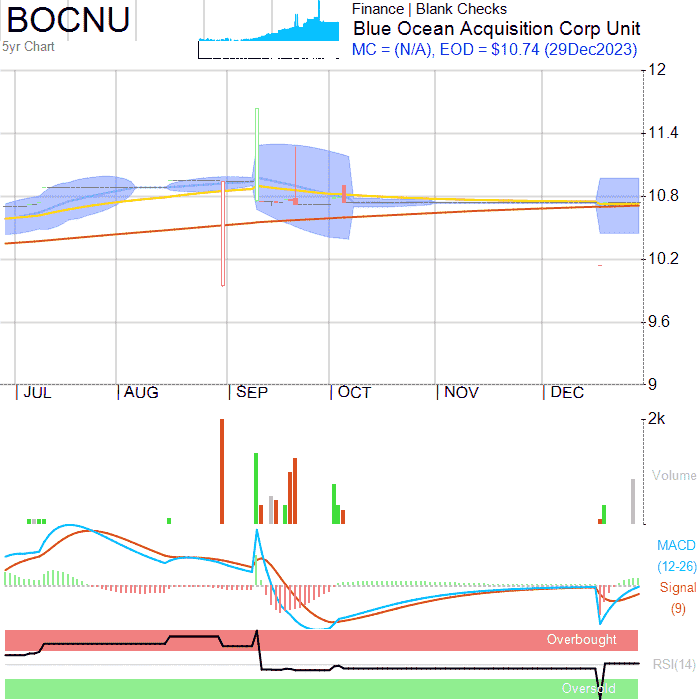 BOCNU
5yr Chart
Finance | Blank Checks
Blue Ocean Acquisition Corp Unit
MC = (N/A), EOD = $10.74 (29Dec2023)
12
11.4
10.8
10.2
9.6
9
JUL AUG SEP OCT NOV DEC
2k
Volume
MACD
(12-26)
Signal
(9)
Overbought
RSI(14)
Oversold